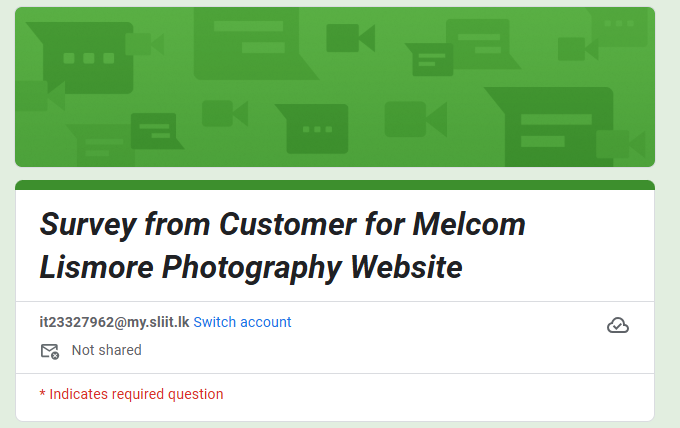 Survey from Customer for Melcom
Lismore Photography Website
it23327962@my.sliit.lk Switch account
Not shared
* Indicates required question